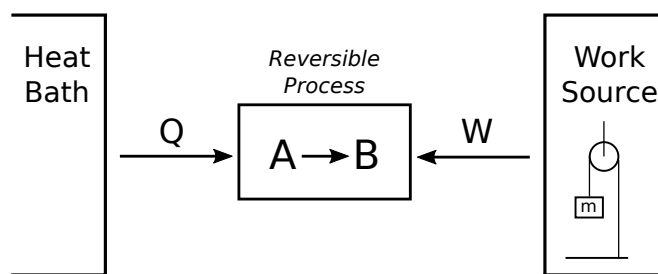 Heat
Bath
Q
Reversible
Process
A B
W
Work
Source
m